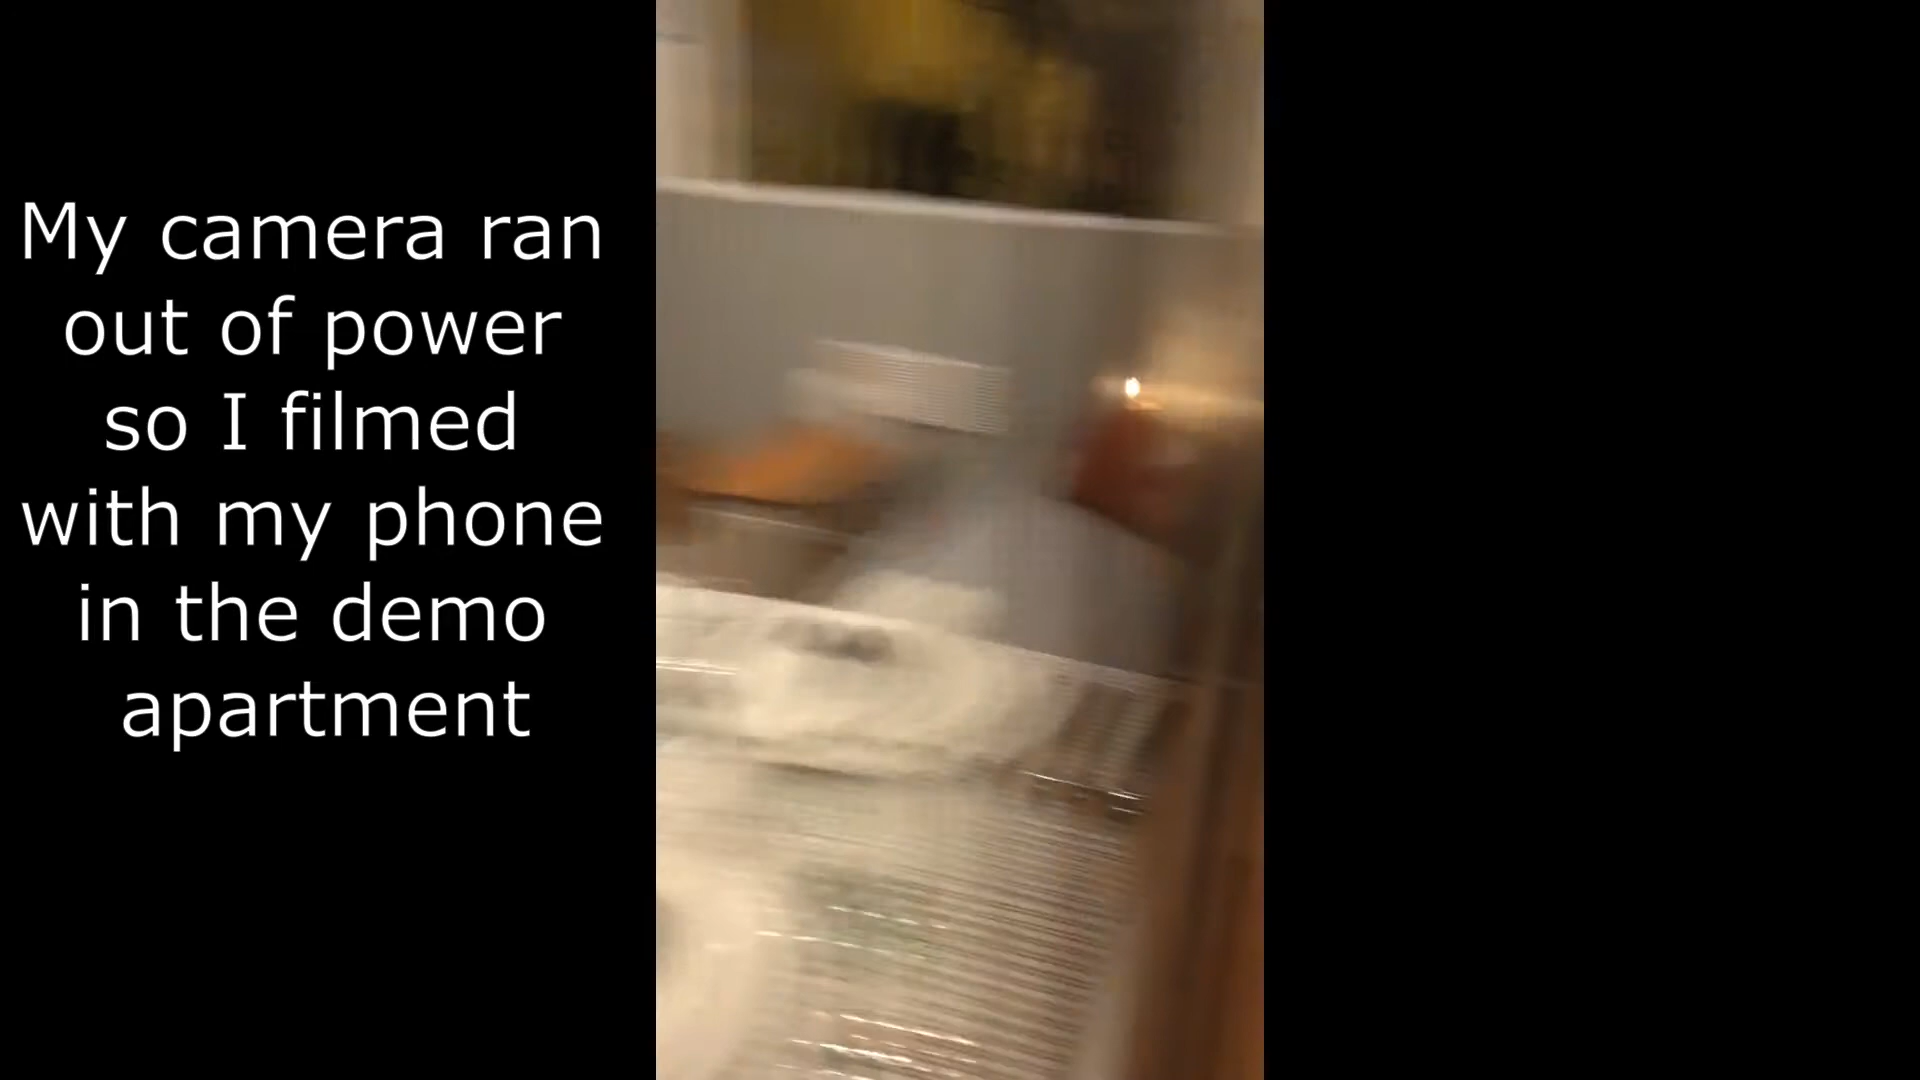 My camera ran
out of power
so I filmed
with my phone
in the demo
apartment